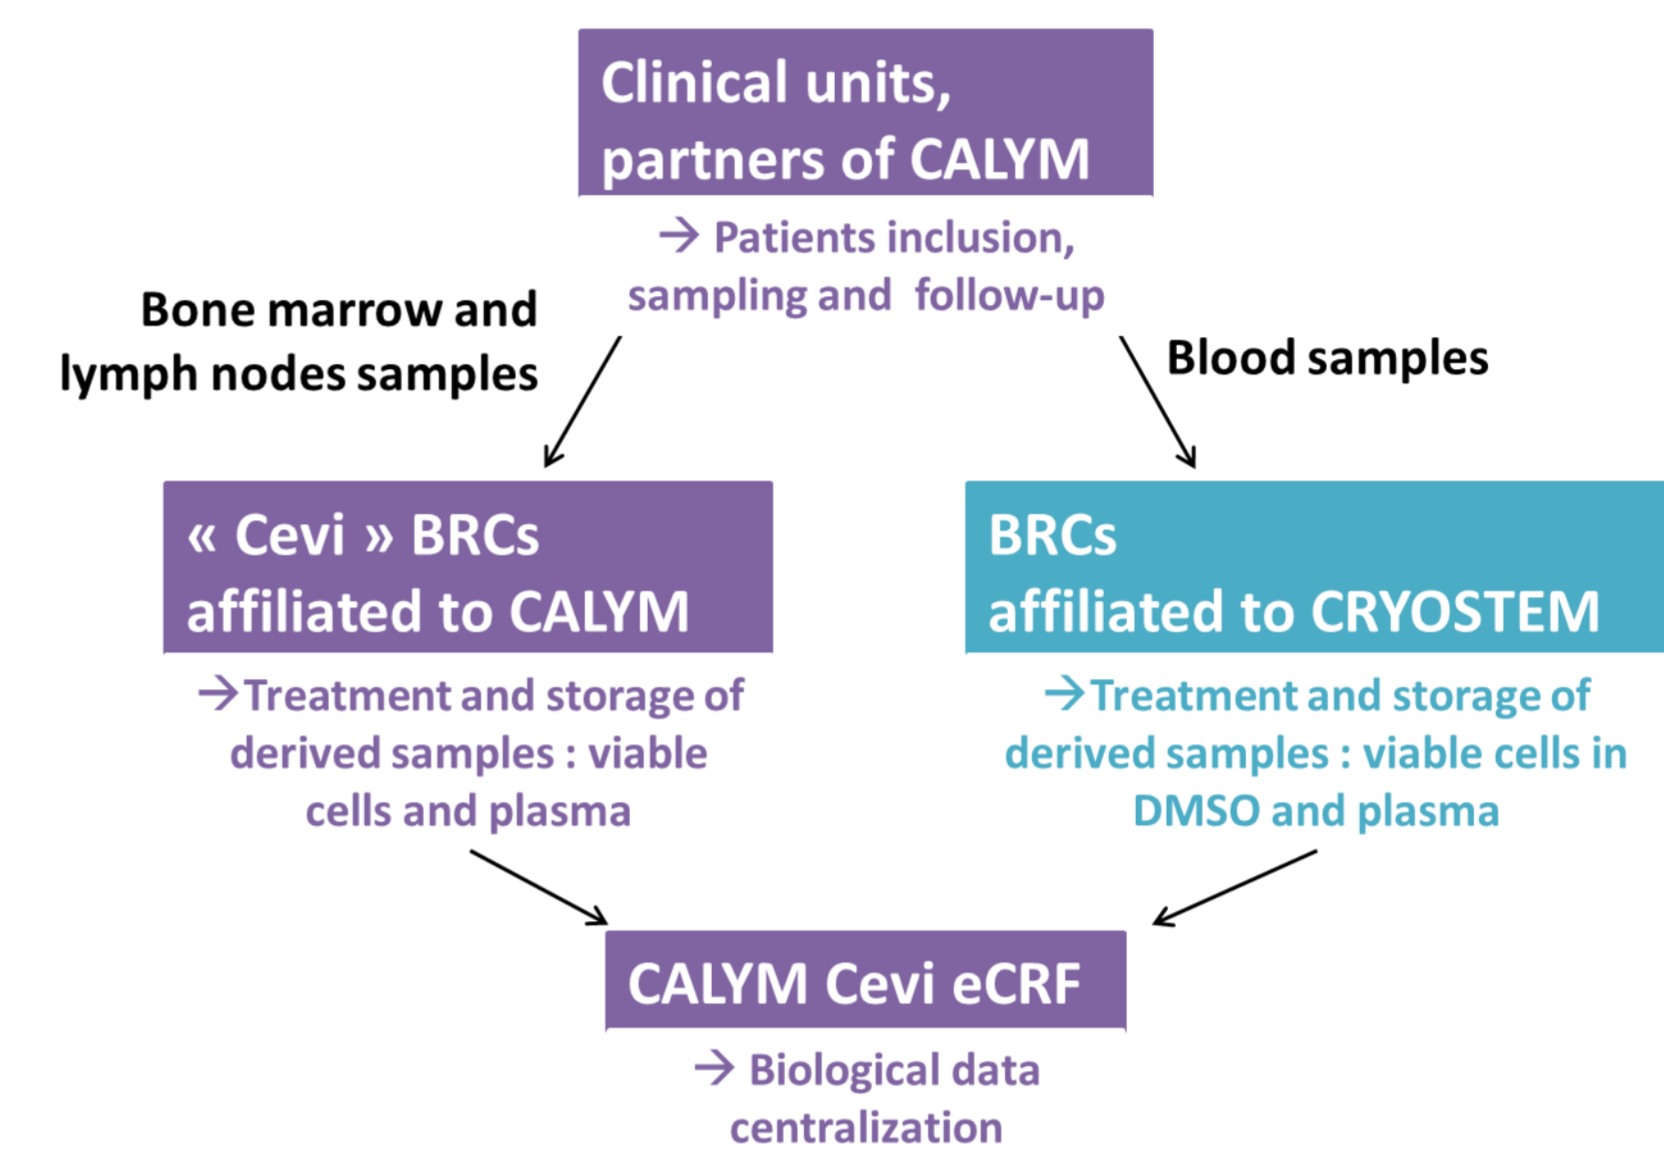 Clinical units,
partners of CALYM
→ Patients inclusion,
sampling and  follow-up
Bone marrow and
lymph nodes samples
Blood samples
« Cevi » BRCs
affiliated to CALYM
→Treatment and storage of
derived samples : viable
cells and plasma
BRCs
affiliated to CRYOSTEM
→Treatment and storage of
derived samples : viable cells in
DMSO and plasma
CALYM Cevi eCRF
→ Biological data
centralization